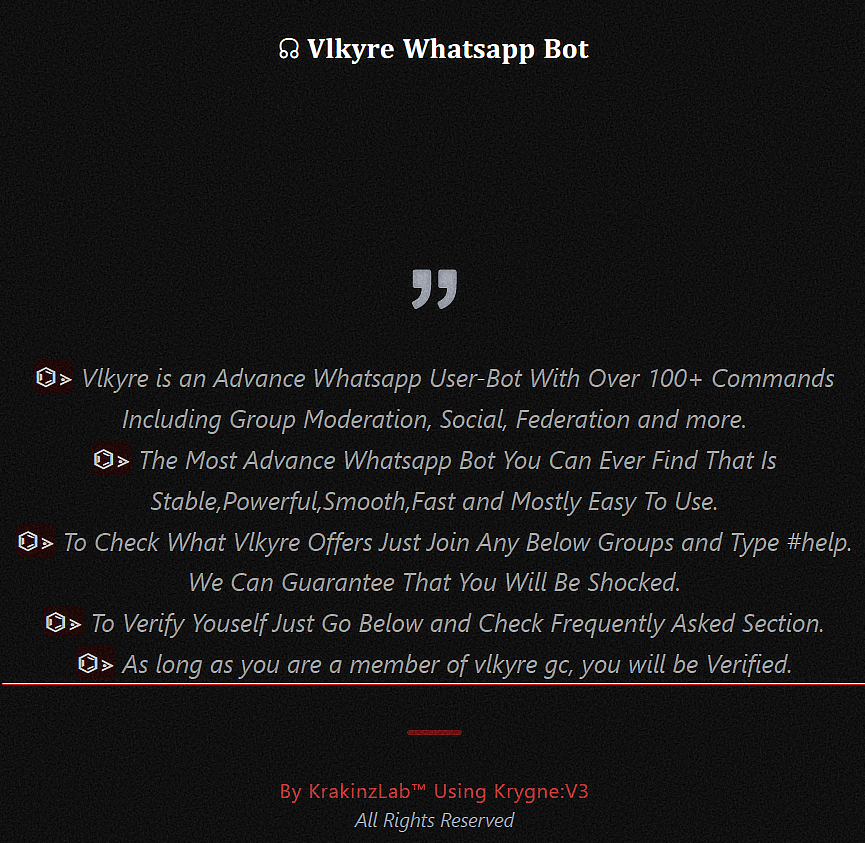 ☊ Vlkyre Whatsapp Bot
”
⌬⪢ Vlkyre is an Advance Whatsapp User-Bot With Over 100+ Commands
Including Group Moderation, Social, Federation and more.
⌬⪢ The Most Advance Whatsapp Bot You Can Ever Find That Is
Stable,Powerful,Smooth,Fast and Mostly Easy To Use.
⌬⪢ To Check What Vlkyre Offers Just Join Any Below Groups and Type #help.
We Can Guarantee That You Will Be Shocked.
⌬⪢ To Verify Youself Just Go Below and Check Frequently Asked Section.
⌬⪢ As long as you are a member of vlkyre gc, you will be Verified.
By KrakinzLab™ Using Krygne:V3
All Rights Reserved